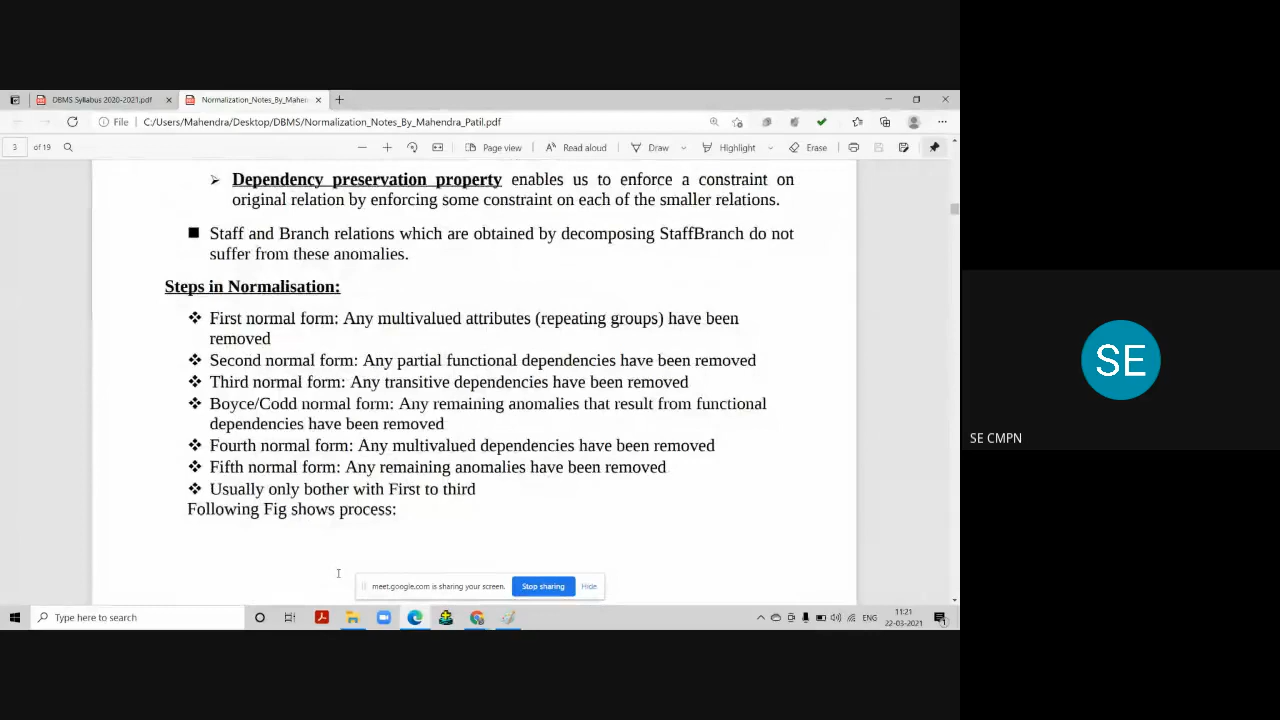 DBMS Syllabus 2020-2021.pdf
Normalization_Notes_By_Mahen
File
C:/Users/Mahendra/Desktop/DBMS/Normalization_Notes_By_Mahendra_Patil.pdf
3 of 19
Page view
Read aloud
Draw
Highlight
Erase
➢ Dependency preservation property enables us to enforce a constraint on
original relation by enforcing some constraint on each of the smaller relations.
■ Staff and Branch relations which are obtained by decomposing StaffBranch do not
suffer from these anomalies.
Steps in Normalisation:
❖ First normal form: Any multivalued attributes (repeating groups) have been
removed
❖ Second normal form: Any partial functional dependencies have been removed
❖ Third normal form: Any transitive dependencies have been removed
❖ Boyce/Codd normal form: Any remaining anomalies that result from functional
dependencies have been removed
❖ Fourth normal form: Any multivalued dependencies have been removed
❖ Fifth normal form: Any remaining anomalies have been removed
❖ Usually only bother with First to third
Following Fig shows process:
meet.google.com is sharing your screen.
Stop sharing
Hide
Type here to search
ENG
11:21
22-03-2021
SE
SE CMPN